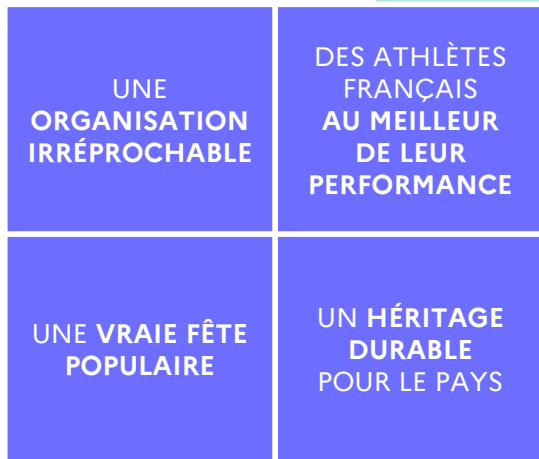 UNE
ORGANISATION
IRRÉPROCHABLE
DES ATHLÈTES
FRANÇAIS
AU MEILLEUR
DE LEUR
PERFORMANCE
UNE VRAIE FÊTE
POPULAIRE
UN HÉRITAGE
DURABLE
POUR LE PAYS